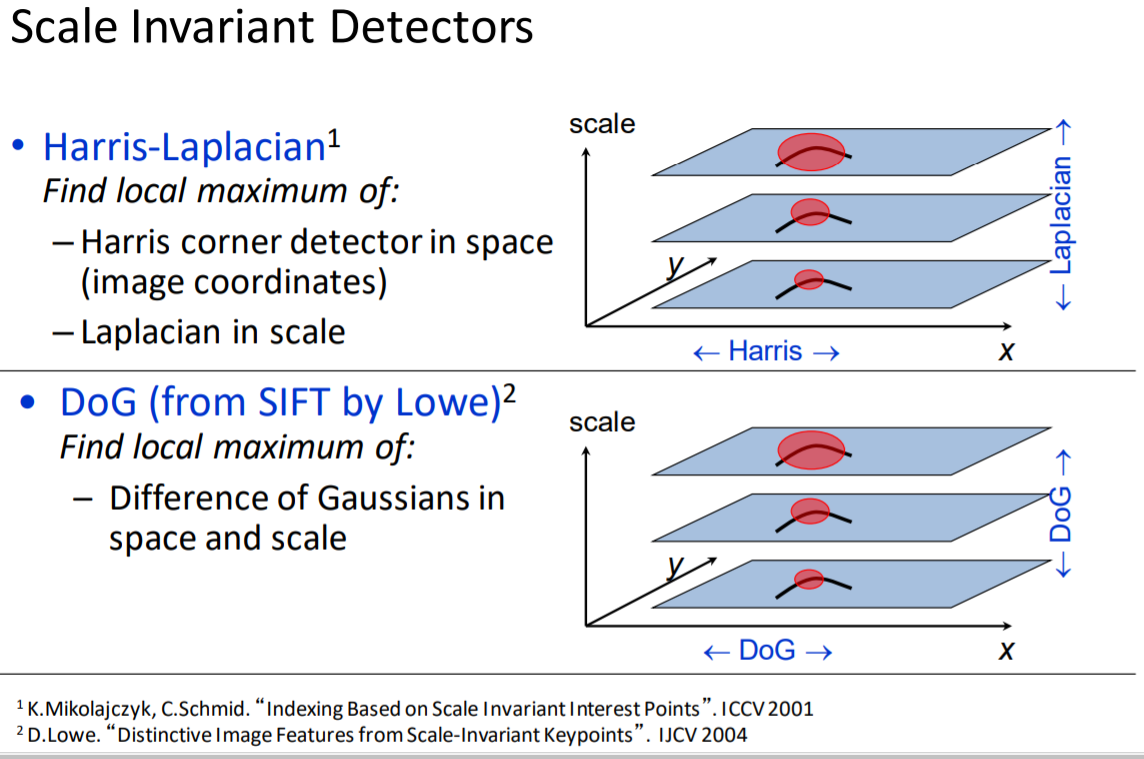 Scale Invariant Detectors
• Harris-Laplacian¹
Find local maximum of:
– Harris corner detector in space
(image coordinates)
– Laplacian in scale
scale
y
x
← Harris →
← Laplacian →
• DoG (from SIFT by Lowe)²
Find local maximum of:
– Difference of Gaussians in
space and scale
scale
y
x
← DoG →
← DoG →
¹ K.Mikolajczyk, C.Schmid. “Indexing Based on Scale Invariant Interest Points”. ICCV 2001
² D.Lowe. “Distinctive Image Features from Scale-Invariant Keypoints”. IJCV 2004